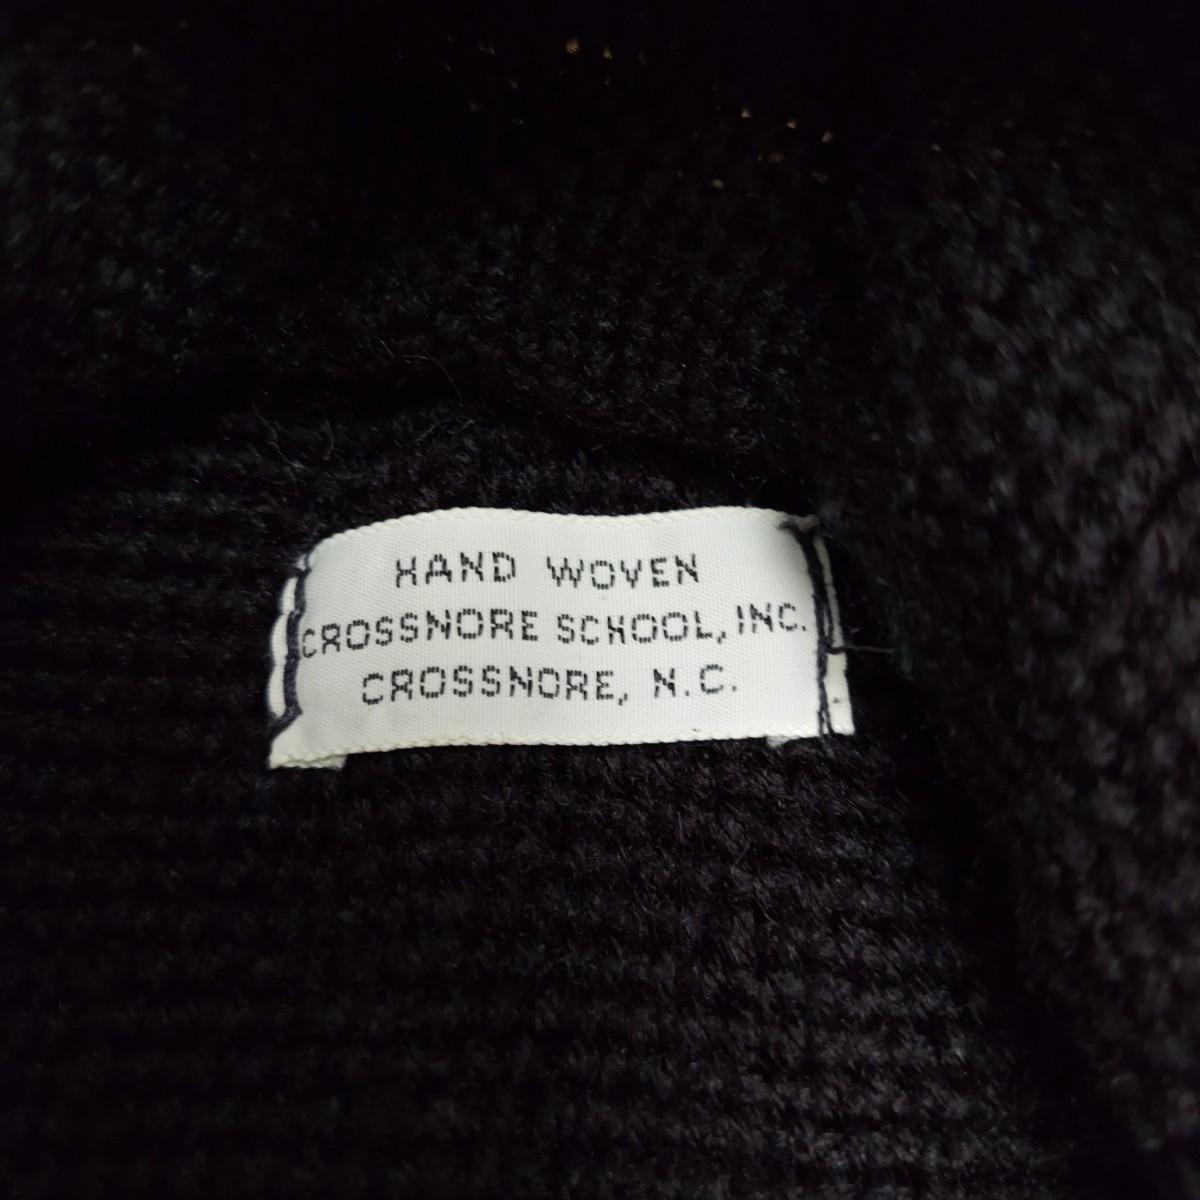 HAND WOVEN
CROSSNORE SCHOOL, INC.
CROSSNORE, N.C.